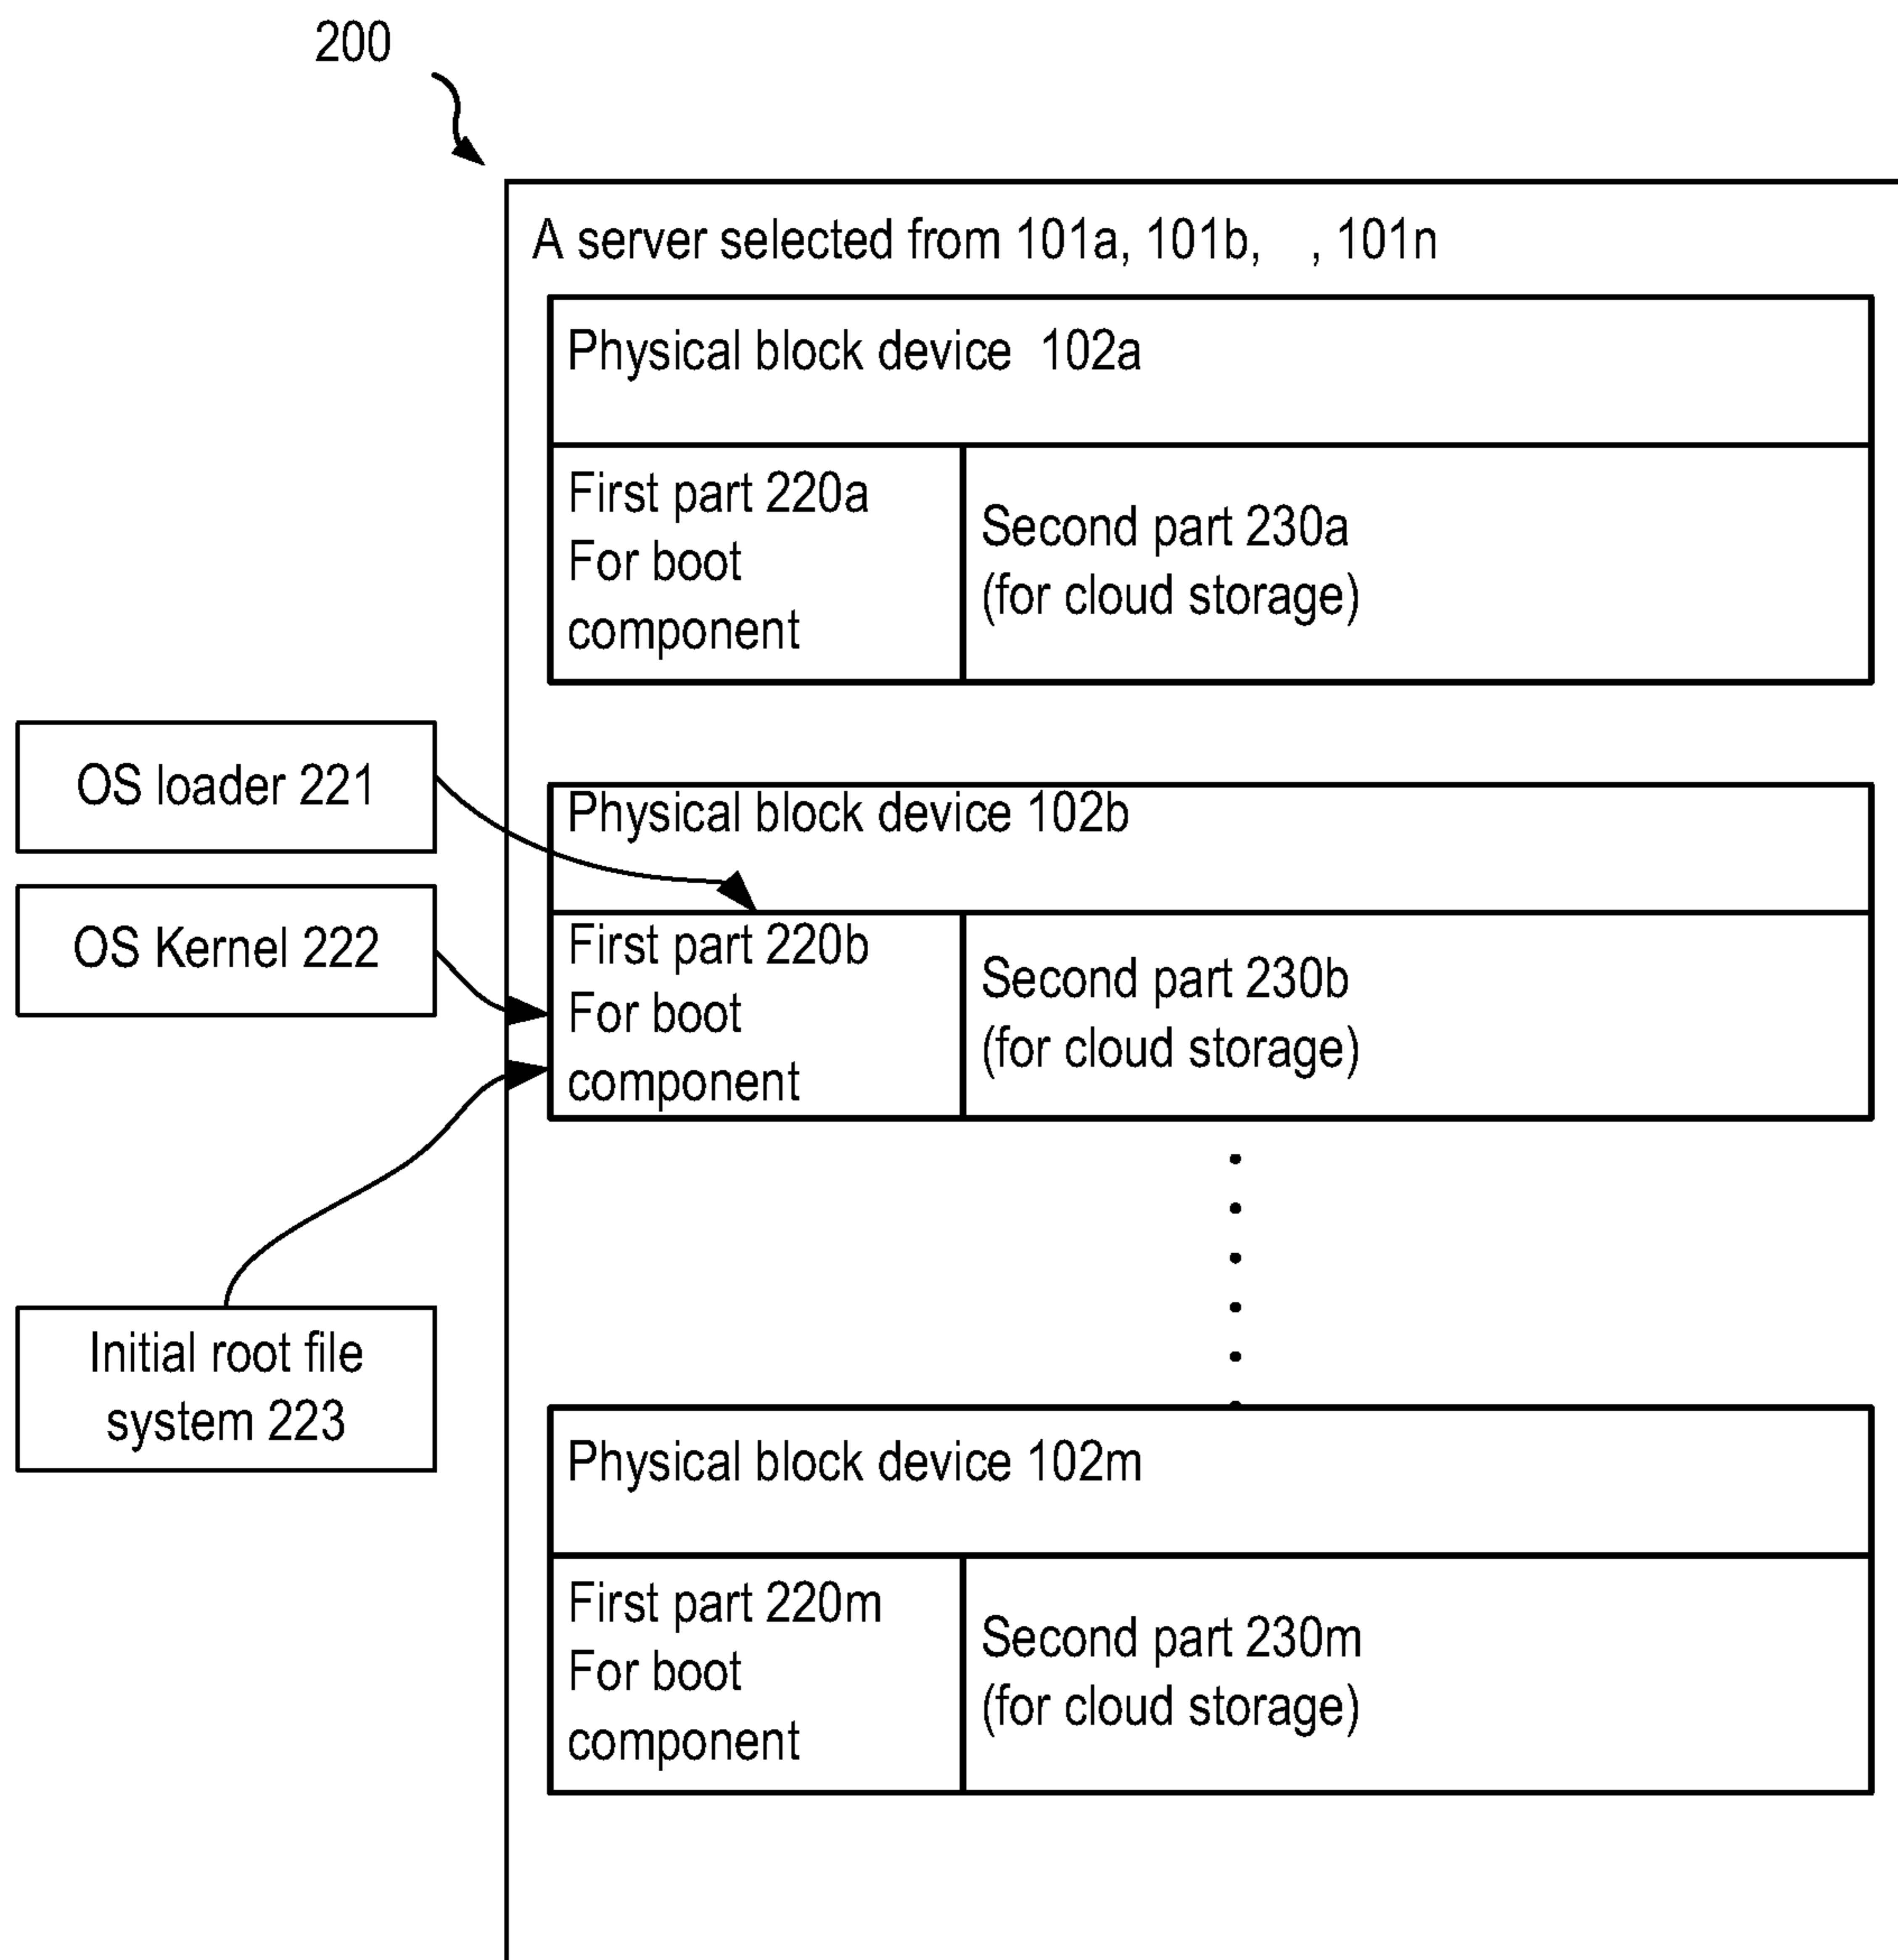 200
A server selected from 101a, 101b,   , 101n
Physical block device 102a
First part 220a
For boot
component
Second part 230a
(for cloud storage)
OS loader 221
Physical block device 102b
OS Kernel 222
First part 220b
For boot
component
Second part 230b
(for cloud storage)
Initial root file
system 223
Physical block device 102m
First part 220m
For boot
component
Second part 230m
(for cloud storage)